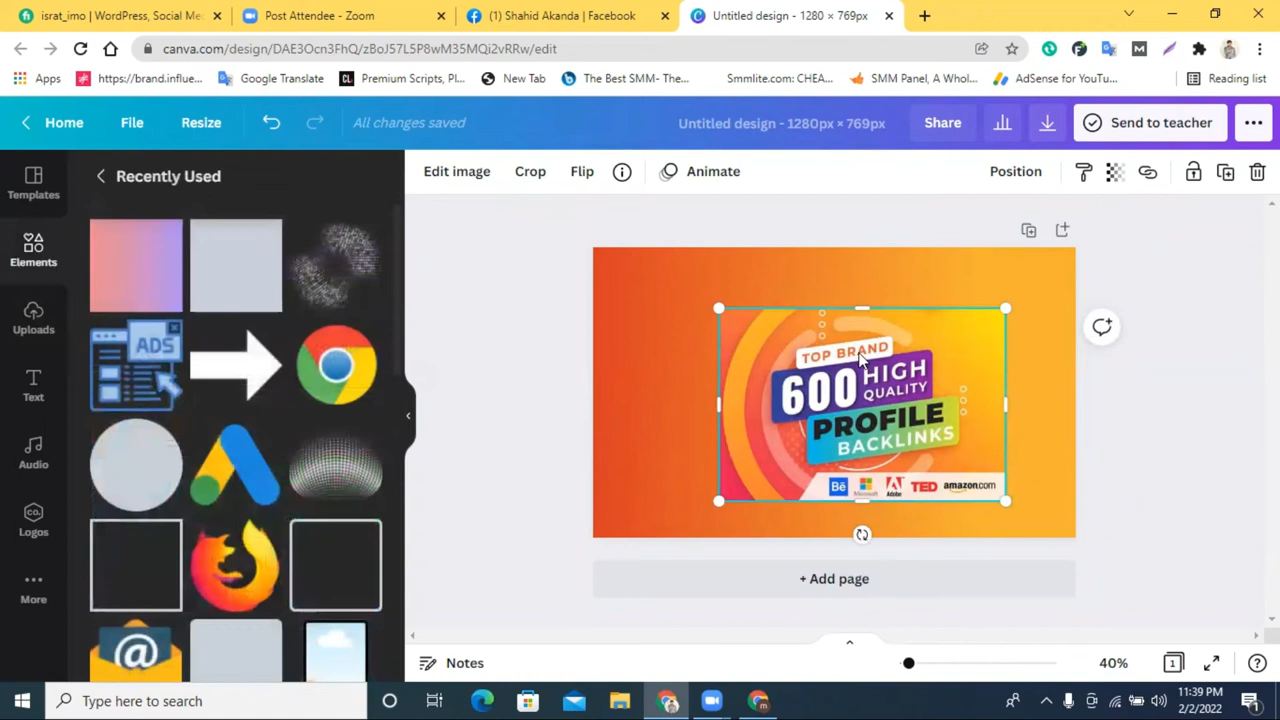 israt_imo | WordPress, Social Me
Post Attendee - Zoom
(1) Shahid Akanda | Facebook
Untitled design - 1280 × 769px
canva.com/design/DAE3Ocn3FhQ/zBoJ57L5P8wM35MQi2vRRw/edit
Apps
https://brand.influe...
Google Translate
Premium Scripts, Pl...
New Tab
The Best SMM- The...
Smmlite.com: CHEA...
SMM Panel, A Whol...
AdSense for YouTu...
Reading list
Home
File
Resize
All changes saved
Untitled design - 1280px × 769px
Share
Send to teacher
Templates
Elements
Uploads
Text
Audio
Logos
More
Recently Used
ADS
Edit image
Crop
Flip
Animate
Position
TOP BRAND
600 HIGH
QUALITY
PROFILE
BACKLINKS
Bē
Microsoft
Adobe
TED
amazon.com
+ Add page
Notes
40%
1
Type here to search
11:39 PM
2/2/2022
1